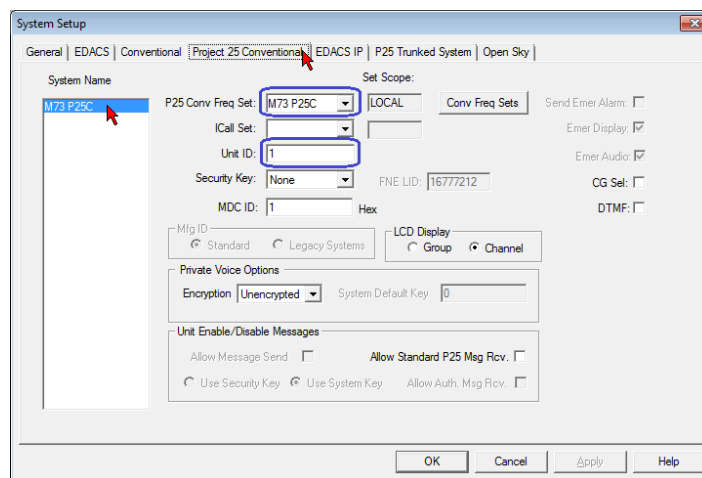 System Setup
General EDACS Conventional Project 25 Conventional EDACS IP P25 Trunked System Open Sky
System Name
Set Scope:
M73 P25C
P25 Conv Freq Set: M73 P25C LOCAL Conv Freq Sets Send Emer Alarm:
ICall Set: Emer Display:
Unit ID: 1 Emer Audio:
Security Key: None FNE LID: 16777212 CG Sel:
MDC ID: 1 Hex DTMF:
Mfg ID
Standard Legacy Systems
LCD Display
Group Channel
Private Voice Options
Encryption Unencrypted System Default Key 0
Unit Enable/Disable Messages
Allow Message Send Allow Standard P25 Msg Rcv.
Use Security Key Use System Key Allow Auth. Msg Rcv.
OK Cancel Apply Help